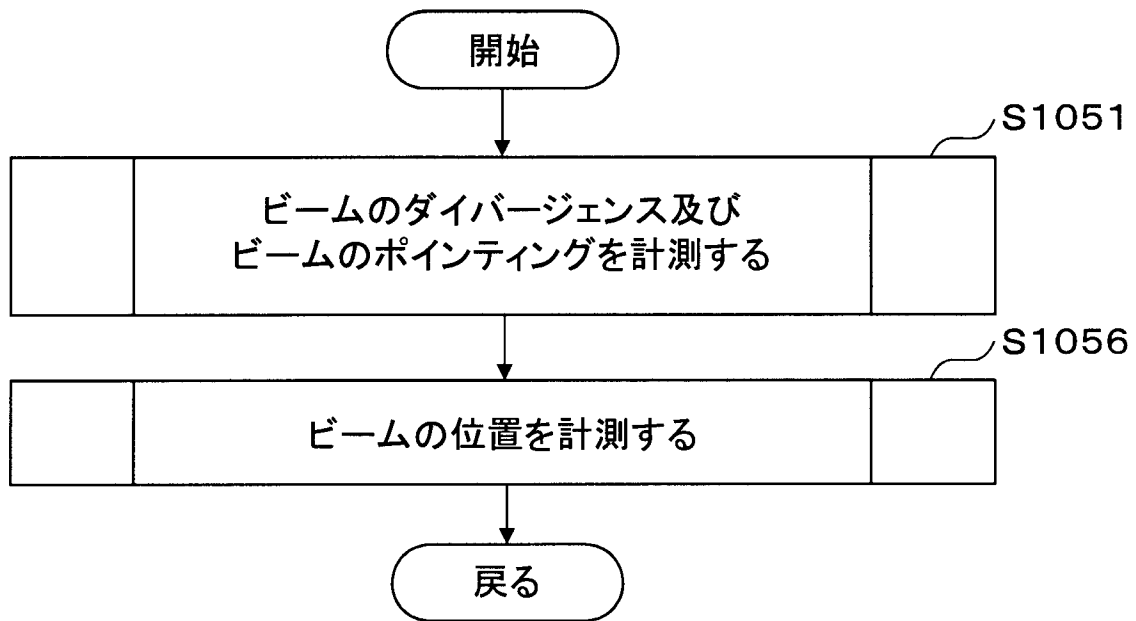 開始
S1051
ビームのダイバージェンス及び
ビームのポインティングを計測する
S1056
ビームの位置を計測する
戻る